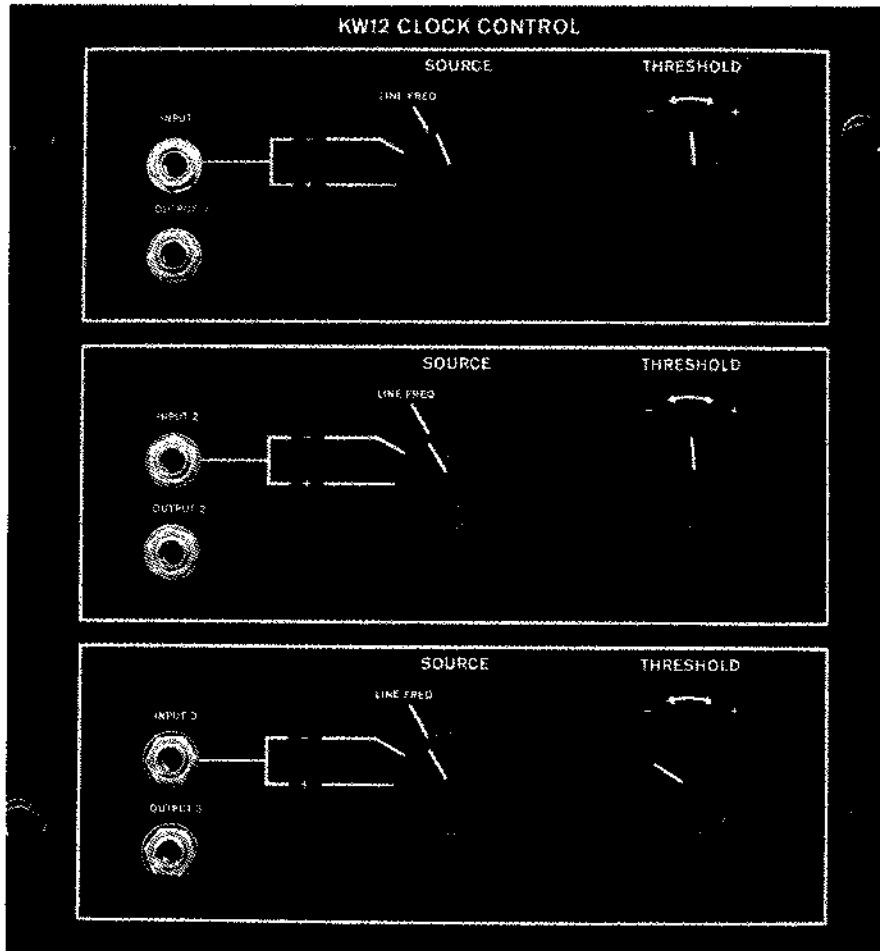 KW12 CLOCK CONTROL
SOURCE THRESHOLD
LINE FREQ
- +
INPUT
-
+
OUTPUT
SOURCE THRESHOLD
LINE FREQ
- +
INPUT 2
-
+
OUTPUT 2
SOURCE THRESHOLD
LINE FREQ
- +
INPUT 3
-
+
OUTPUT 3